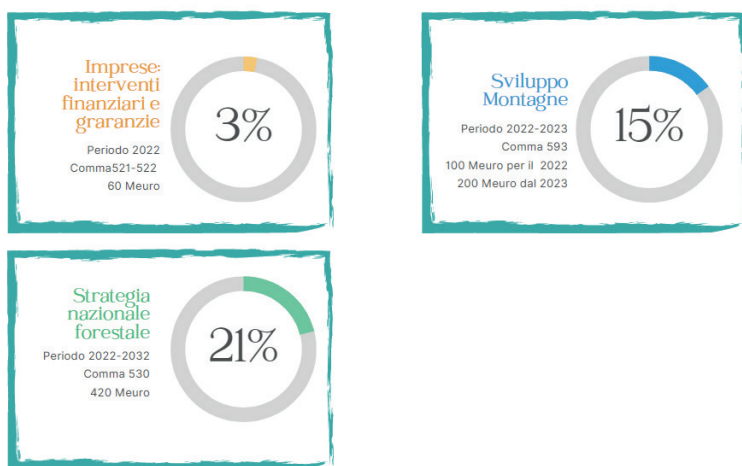 Imprese:
interventi
finanziari e
graranzie
Periodo 2022
Comma521-522
60 Meuro
3%
Sviluppo
Montagne
Periodo 2022-2023
Comma 593
100 Meuro per il 2022
200 Meuro dal 2023
15%
Strategia
nazionale
forestale
Periodo 2022-2032
Comma 530
420 Meuro
21%